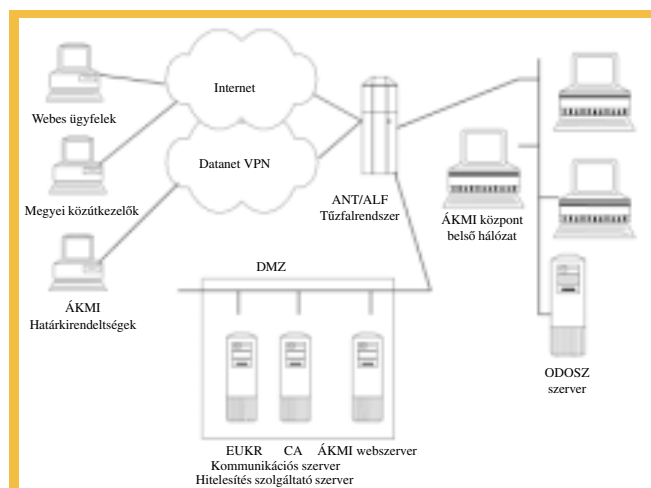 Internet
Webes ügyfelek
Datanet VPN
Megyei közútkezelők
ANT/ALF
Tűzfalrendszer
ÁKMI központ
belső hálózat
DMZ
ÁKMI
Határkirendeltségek
ODOSZ
szerver
EUKR CA ÁKMI webszerver
Kommunikációs szerver
Hitelesítés szolgáltató szerver